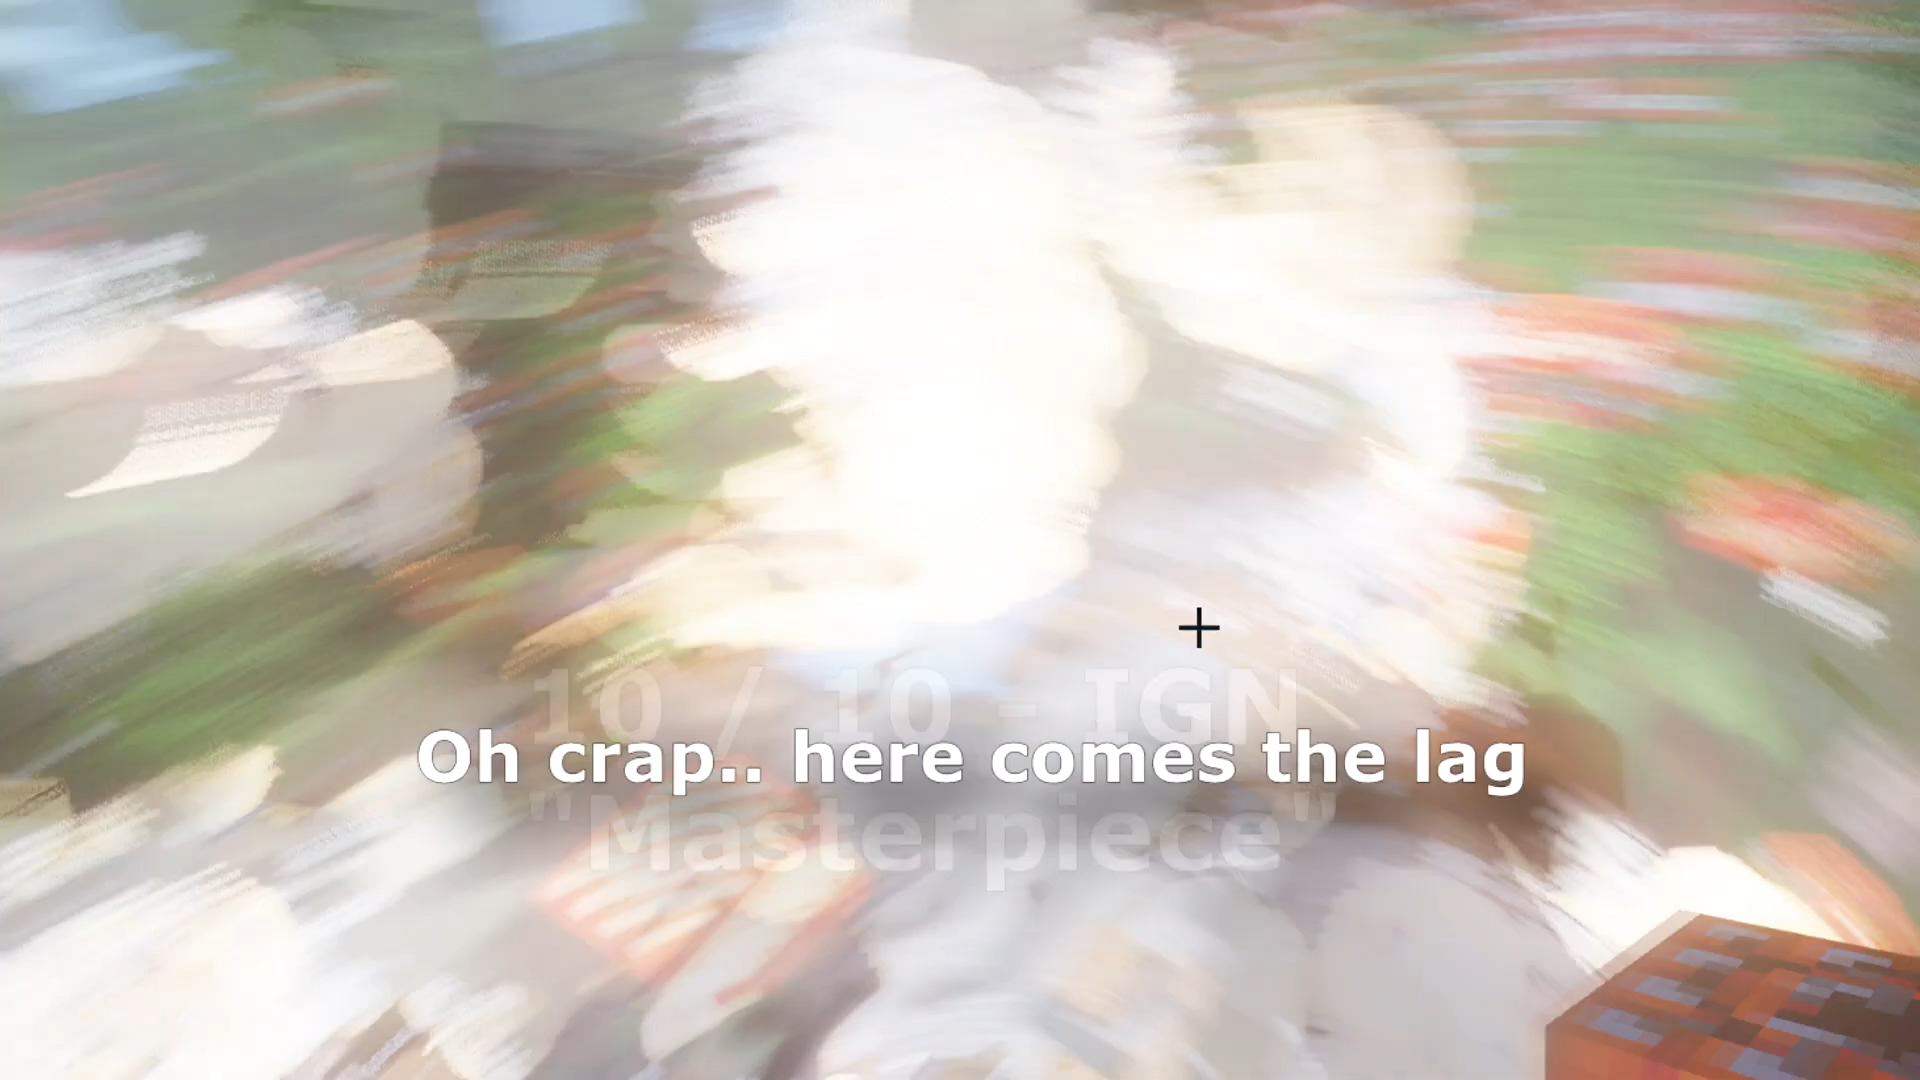 10 / 10 - IGN
Oh crap.. here comes the lag
"Masterpiece"